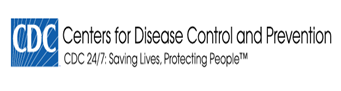 CDC
Centers for Disease Control and Prevention
CDC 24/7: Saving Lives, Protecting People™